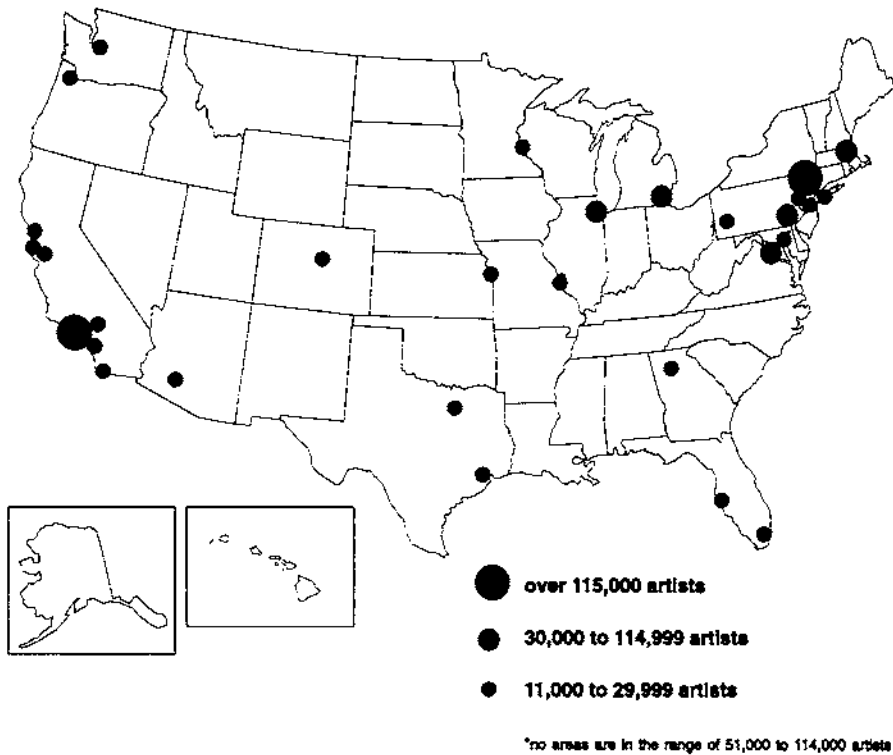 over 115,000 artists
30,000 to 114,999 artists
11,000 to 29,999 artists
*no areas are in the range of 51,000 to 114,000 artists